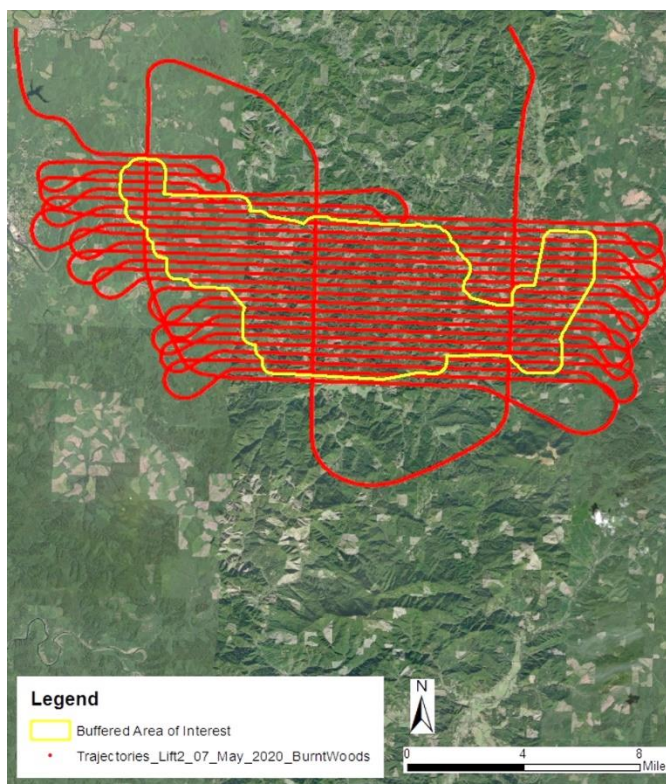 Legend
Buffered Area of Interest
Trajectories_Lift2_07_May_2020_BurntWoods
N
0 4 8
Mile